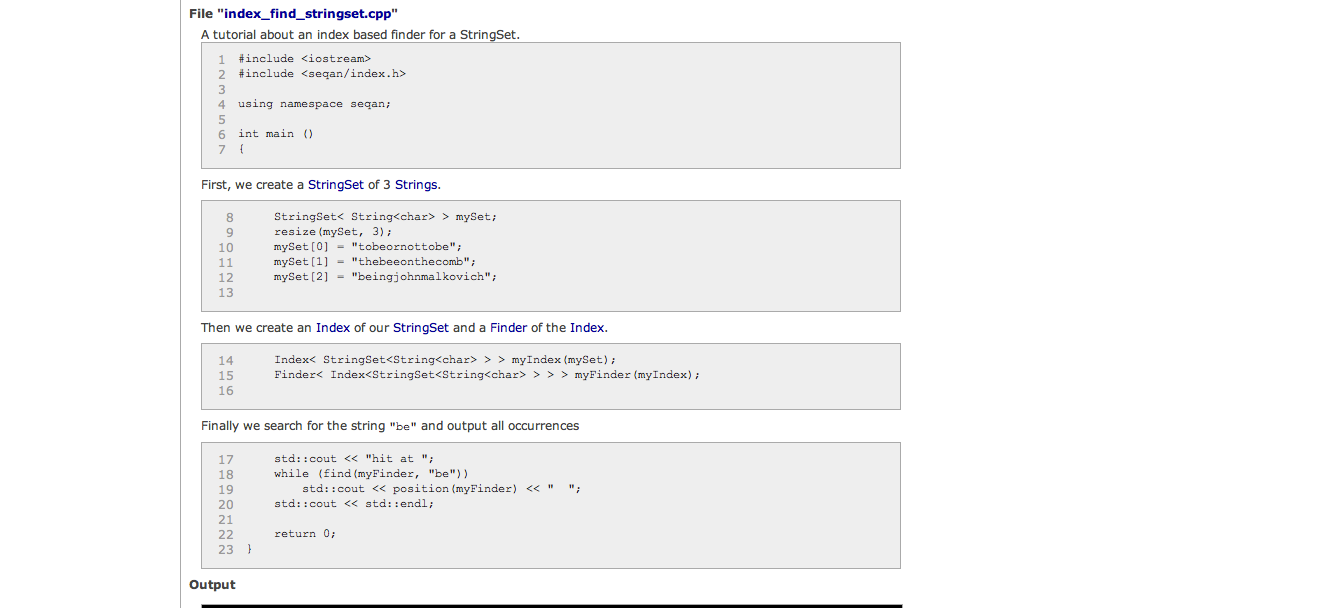 File "index_find_stringset.cpp"
A tutorial about an index based finder for a StringSet.
1 #include <iostream>
2 #include <seqan/index.h>
3
4 using namespace seqan;
5
6 int main ()
7 {
First, we create a StringSet of 3 Strings.
8 StringSet< String<char> > mySet;
9 resize(mySet, 3);
10 mySet[0] = "tobeornottobe";
11 mySet[1] = "thebeeonthecomb";
12 mySet[2] = "beingjohnmalkovich";
13
Then we create an Index of our StringSet and a Finder of the Index.
14 Index< StringSet<String<char> > > myIndex(mySet);
15 Finder< Index<StringSet<String<char> > > > myFinder(myIndex);
16
Finally we search for the string "be" and output all occurrences
17 std::cout << "hit at ";
18 while (find(myFinder, "be"))
19 std::cout << position(myFinder) << "  ";
20 std::cout << std::endl;
21
22 return 0;
23 }
Output